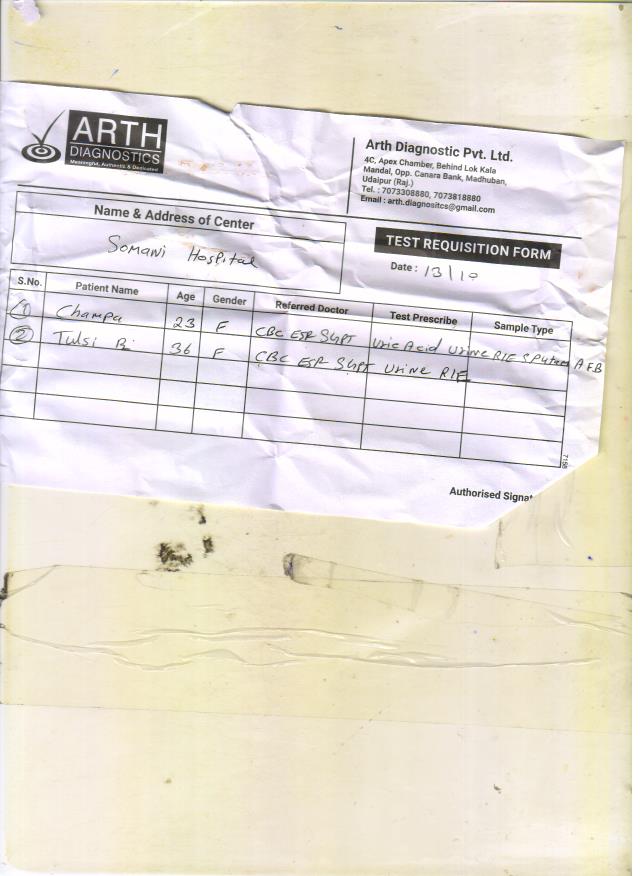 ARTH
DIAGNOSTICS
Meaningful, Authentic & Dedicated
Arth Diagnostic Pvt. Ltd.
4C, Apex Chamber, Behind Lok Kala
Mandal, Opp. Canara Bank, Madhuban,
Udaipur (Raj.)
Tel. : 7073308880, 7073818880
Email : arth.diagnositcs@gmail.com
Name & Address of Center
Somani Hospital
TEST REQUISITION FORM
Date : 13/10
S.No. Patient Name Age Gender Referred Doctor Test Prescribe Sample Type
1 Champa 23 F CBC ESR SGPT Uric Acid Urine RIE Sputum AFB
2 Tulsi 36 F CBC ESR SGPT Urine RIE
7158
Authorised Signat